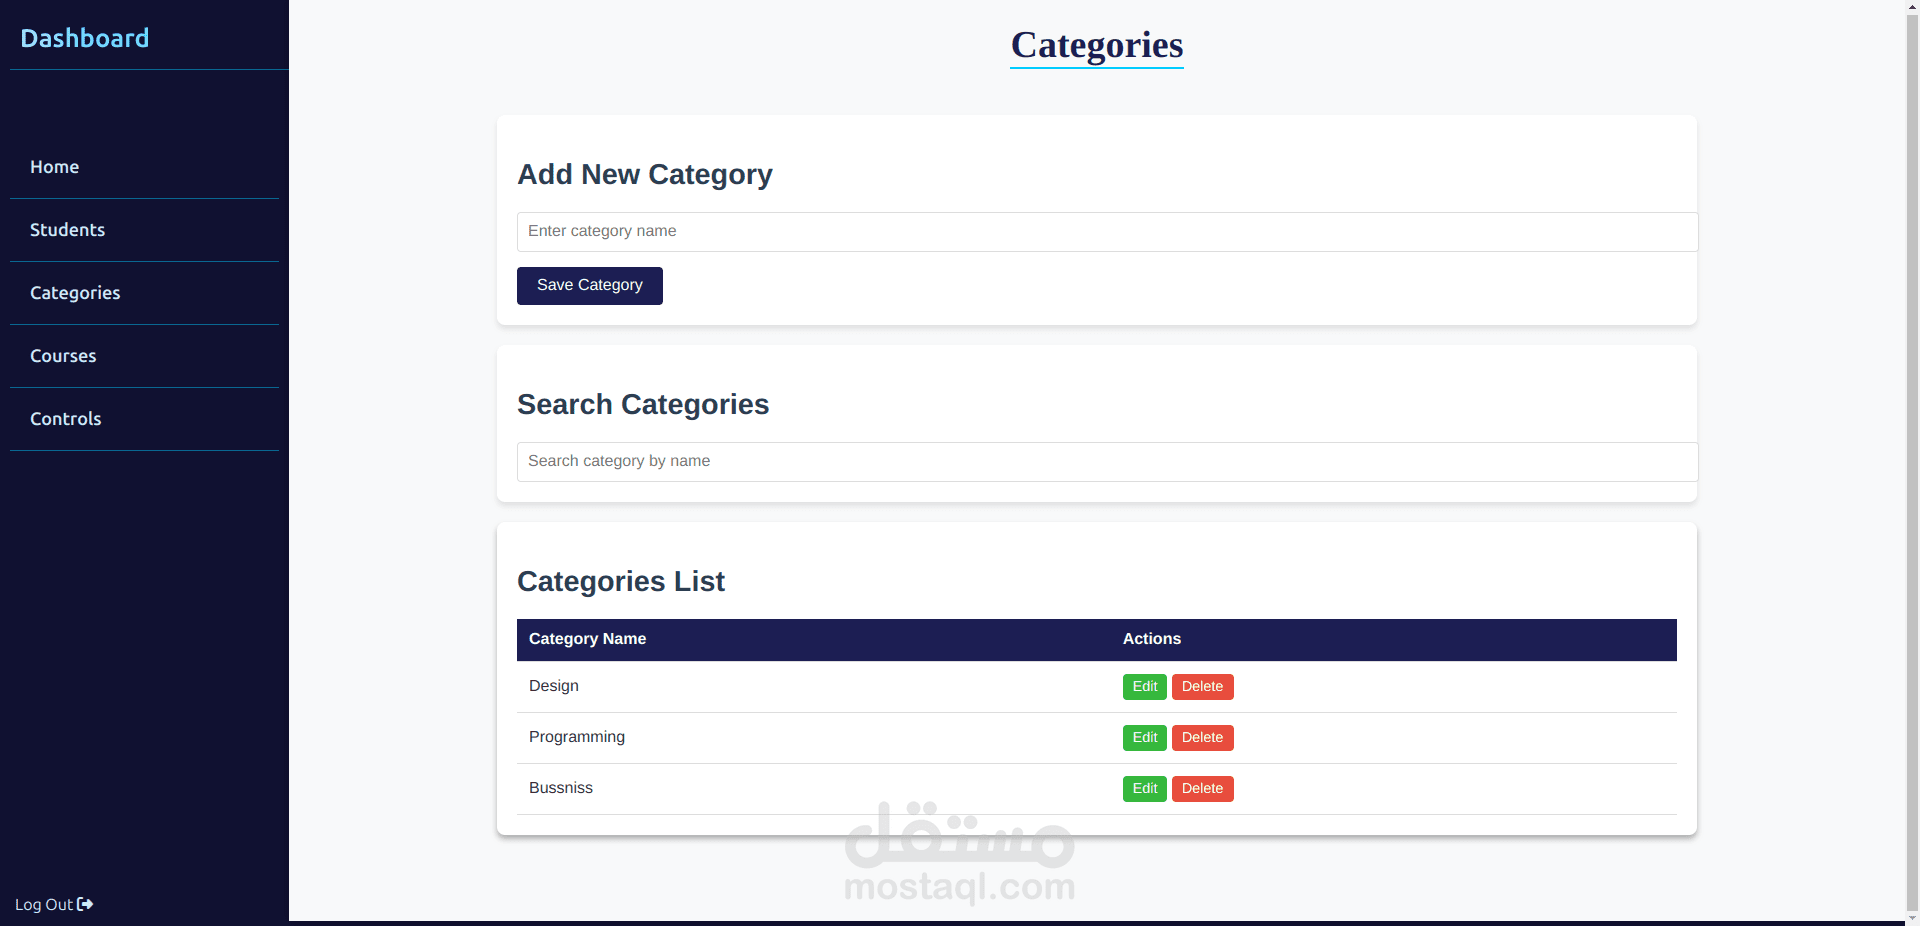 Dashboard
Home
Students
Categories
Courses
Controls
Log Out
Categories
Add New Category
Enter category name
Save Category
Search Categories
Search category by name
Categories List
Category Name Actions
Design Edit Delete
Programming Edit Delete
Bussniss Edit Delete
مستقل
mostaql.com